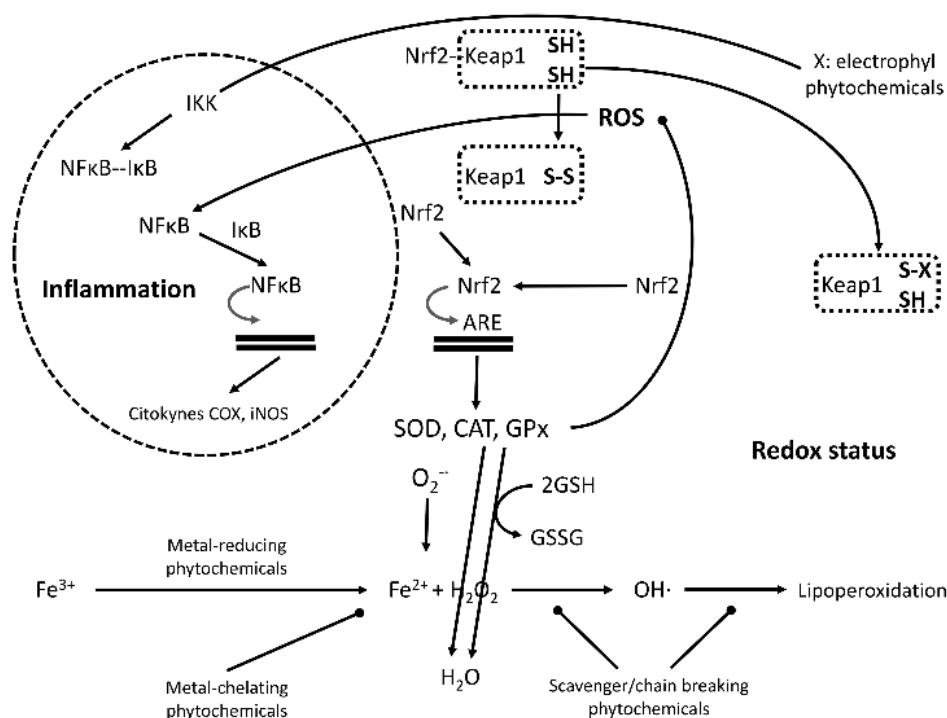 Nrf2--Keap1 SH
SH
X: electrophyl
phytochemicals
IKK
ROS
NFκB--IκB
Keap1 S-S
Nrf2
NFκB IκB
S-X
Inflammation NFκB
Nrf2
Nrf2
Keap1
SH
ARE
Citokynes COX, iNOS
SOD, CAT, GPx
Redox status
O₂⁻·
2GSH
GSSG
Metal-reducing
phytochemicals
Fe³⁺
Fe²⁺ + H₂O₂
OH·
Lipoperoxidation
H₂O
Metal-chelating
phytochemicals
Scavenger/chain breaking
phytochemicals